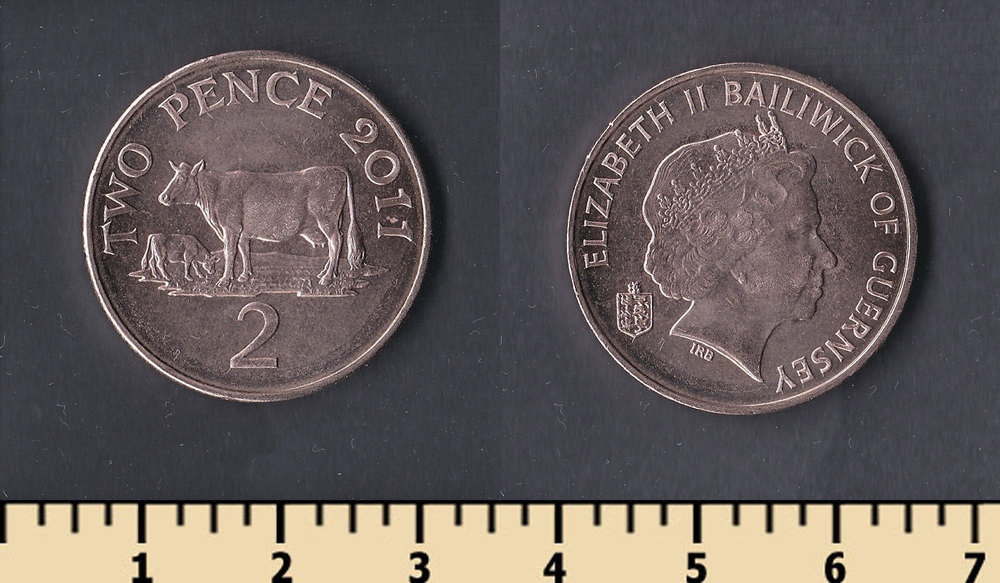 TWO PENCE 2011
2
ELIZABETH II BAILIWICK OF GUERNSEY
IRB
1 2 3 4 5 6 7